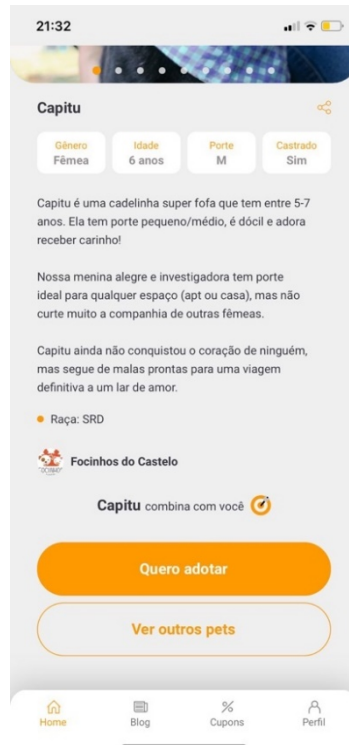 21:32
Capitu
Gênero
Fêmea
Idade
6 anos
Porte
M
Castrado
Sim
Capitu é uma cadelinha super fofa que tem entre 5-7
anos. Ela tem porte pequeno/médio, é dócil e adora
receber carinho!
Nossa menina alegre e investigadora tem porte
ideal para qualquer espaço (apt ou casa), mas não
curte muito a companhia de outras fêmeas.
Capitu ainda não conquistou o coração de ninguém,
mas segue de malas prontas para uma viagem
definitiva a um lar de amor.
Raça: SRD
Focinhos do Castelo
Capitu combina com você
Quero adotar
Ver outros pets
Home
Blog
Cupons
Perfil